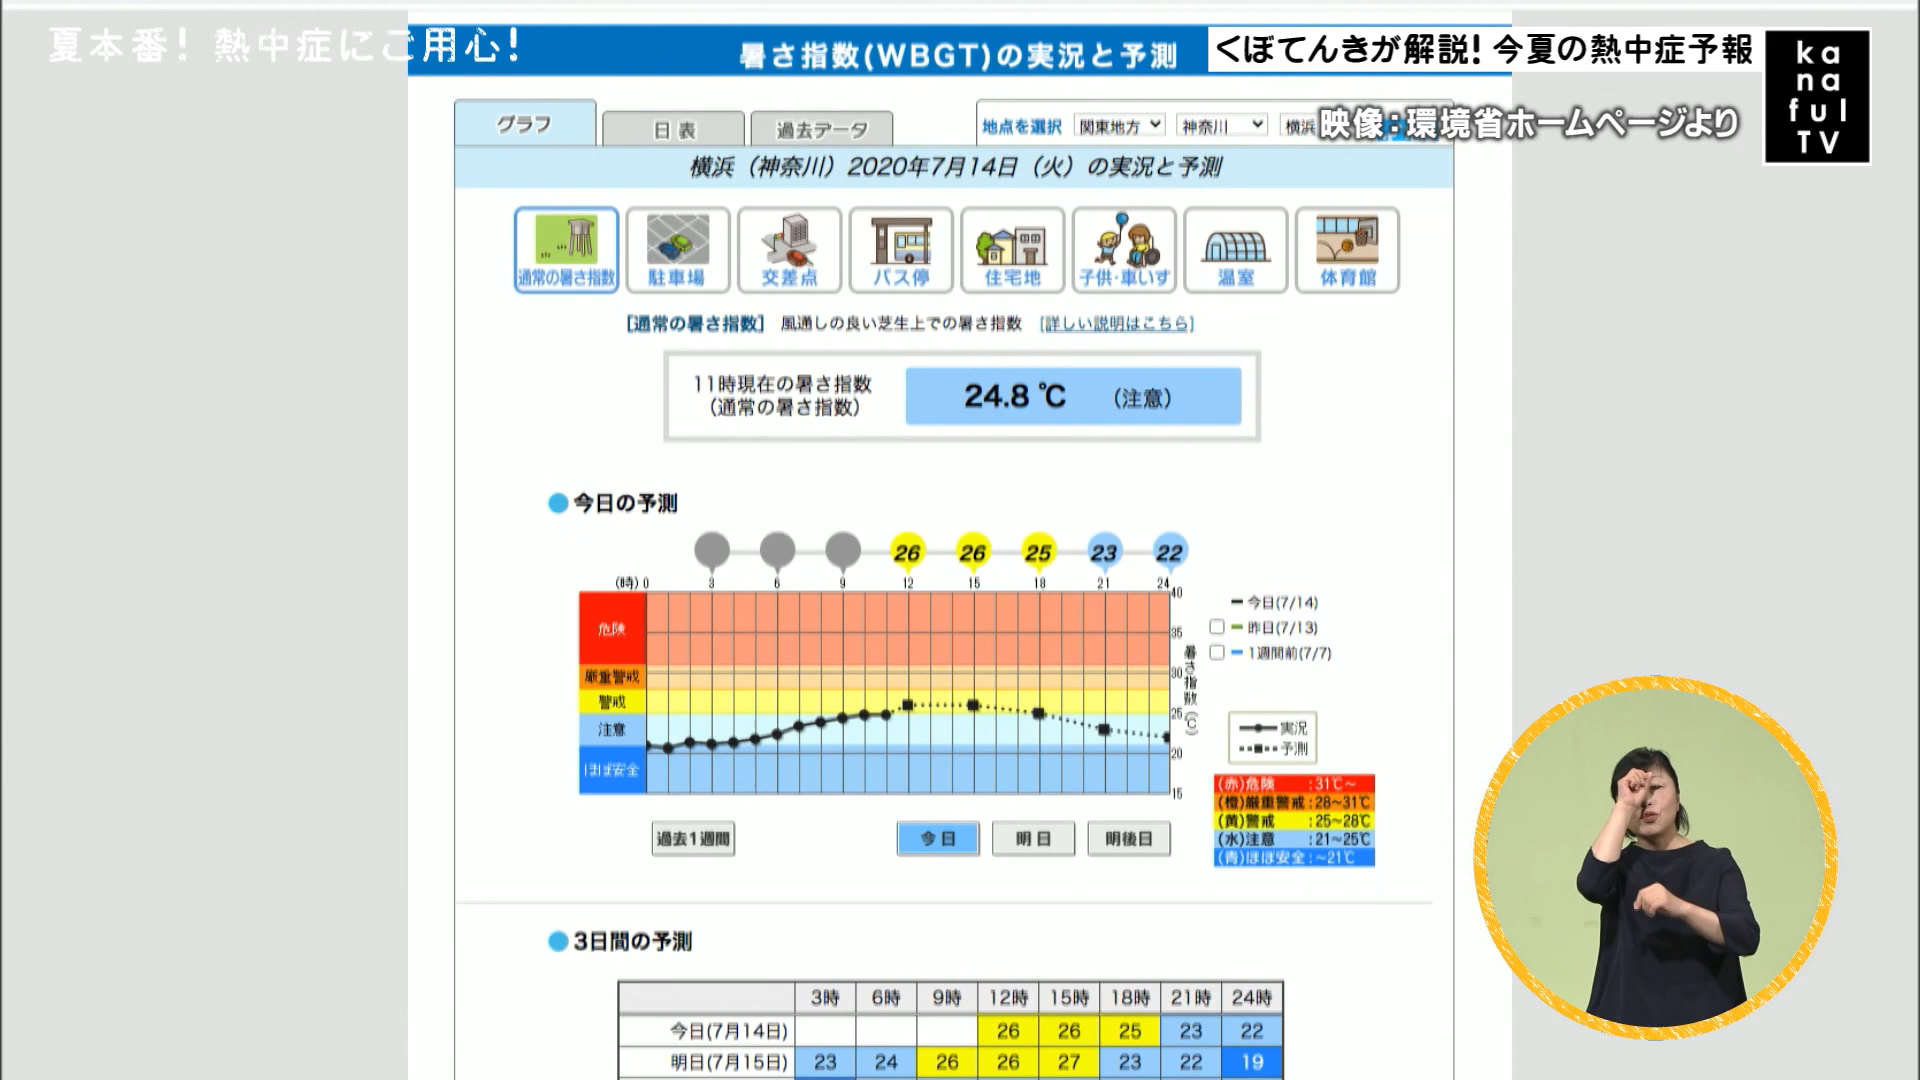 夏本番！ 熱中症にご用心！
くぼてんきが解説！今夏の熱中症予報
kanafulTV
暑さ指数(WBGT)の実況と予測
映像：環境省ホームページより
グラフ
日表
過去データ
地点を選択 関東地方 神奈川 横浜
横浜（神奈川）2020年7月14日（火）の実況と予測
通常の暑さ指数
駐車場
交差点
バス停
住宅地
子供・車いす
温室
体育館
[通常の暑さ指数] 風通しの良い芝生上での暑さ指数 [詳しい説明はこちら]
11時現在の暑さ指数
（通常の暑さ指数）
24.8 ℃ （注意）
今日の予測
26 26 25 23 22
(時) 0 3 6 9 12 15 18 21 24
危険
厳重警戒
警戒
注意
ほぼ安全
40
35
30
25
20
15
暑さ指数(℃)
今日(7/14)
昨日(7/13)
1週間前(7/7)
実況
予測
(赤)危険 :31℃～
(橙)厳重警戒:28～31℃
(黄)警戒 :25～28℃
(水)注意 :21～25℃
(青)ほぼ安全:～21℃
過去1週間
今日
明日
明後日
3日間の予測
3時 6時 9時 12時 15時 18時 21時 24時
今日(7月14日) 26 26 25 23 22
明日(7月15日) 23 24 26 26 27 23 22 19